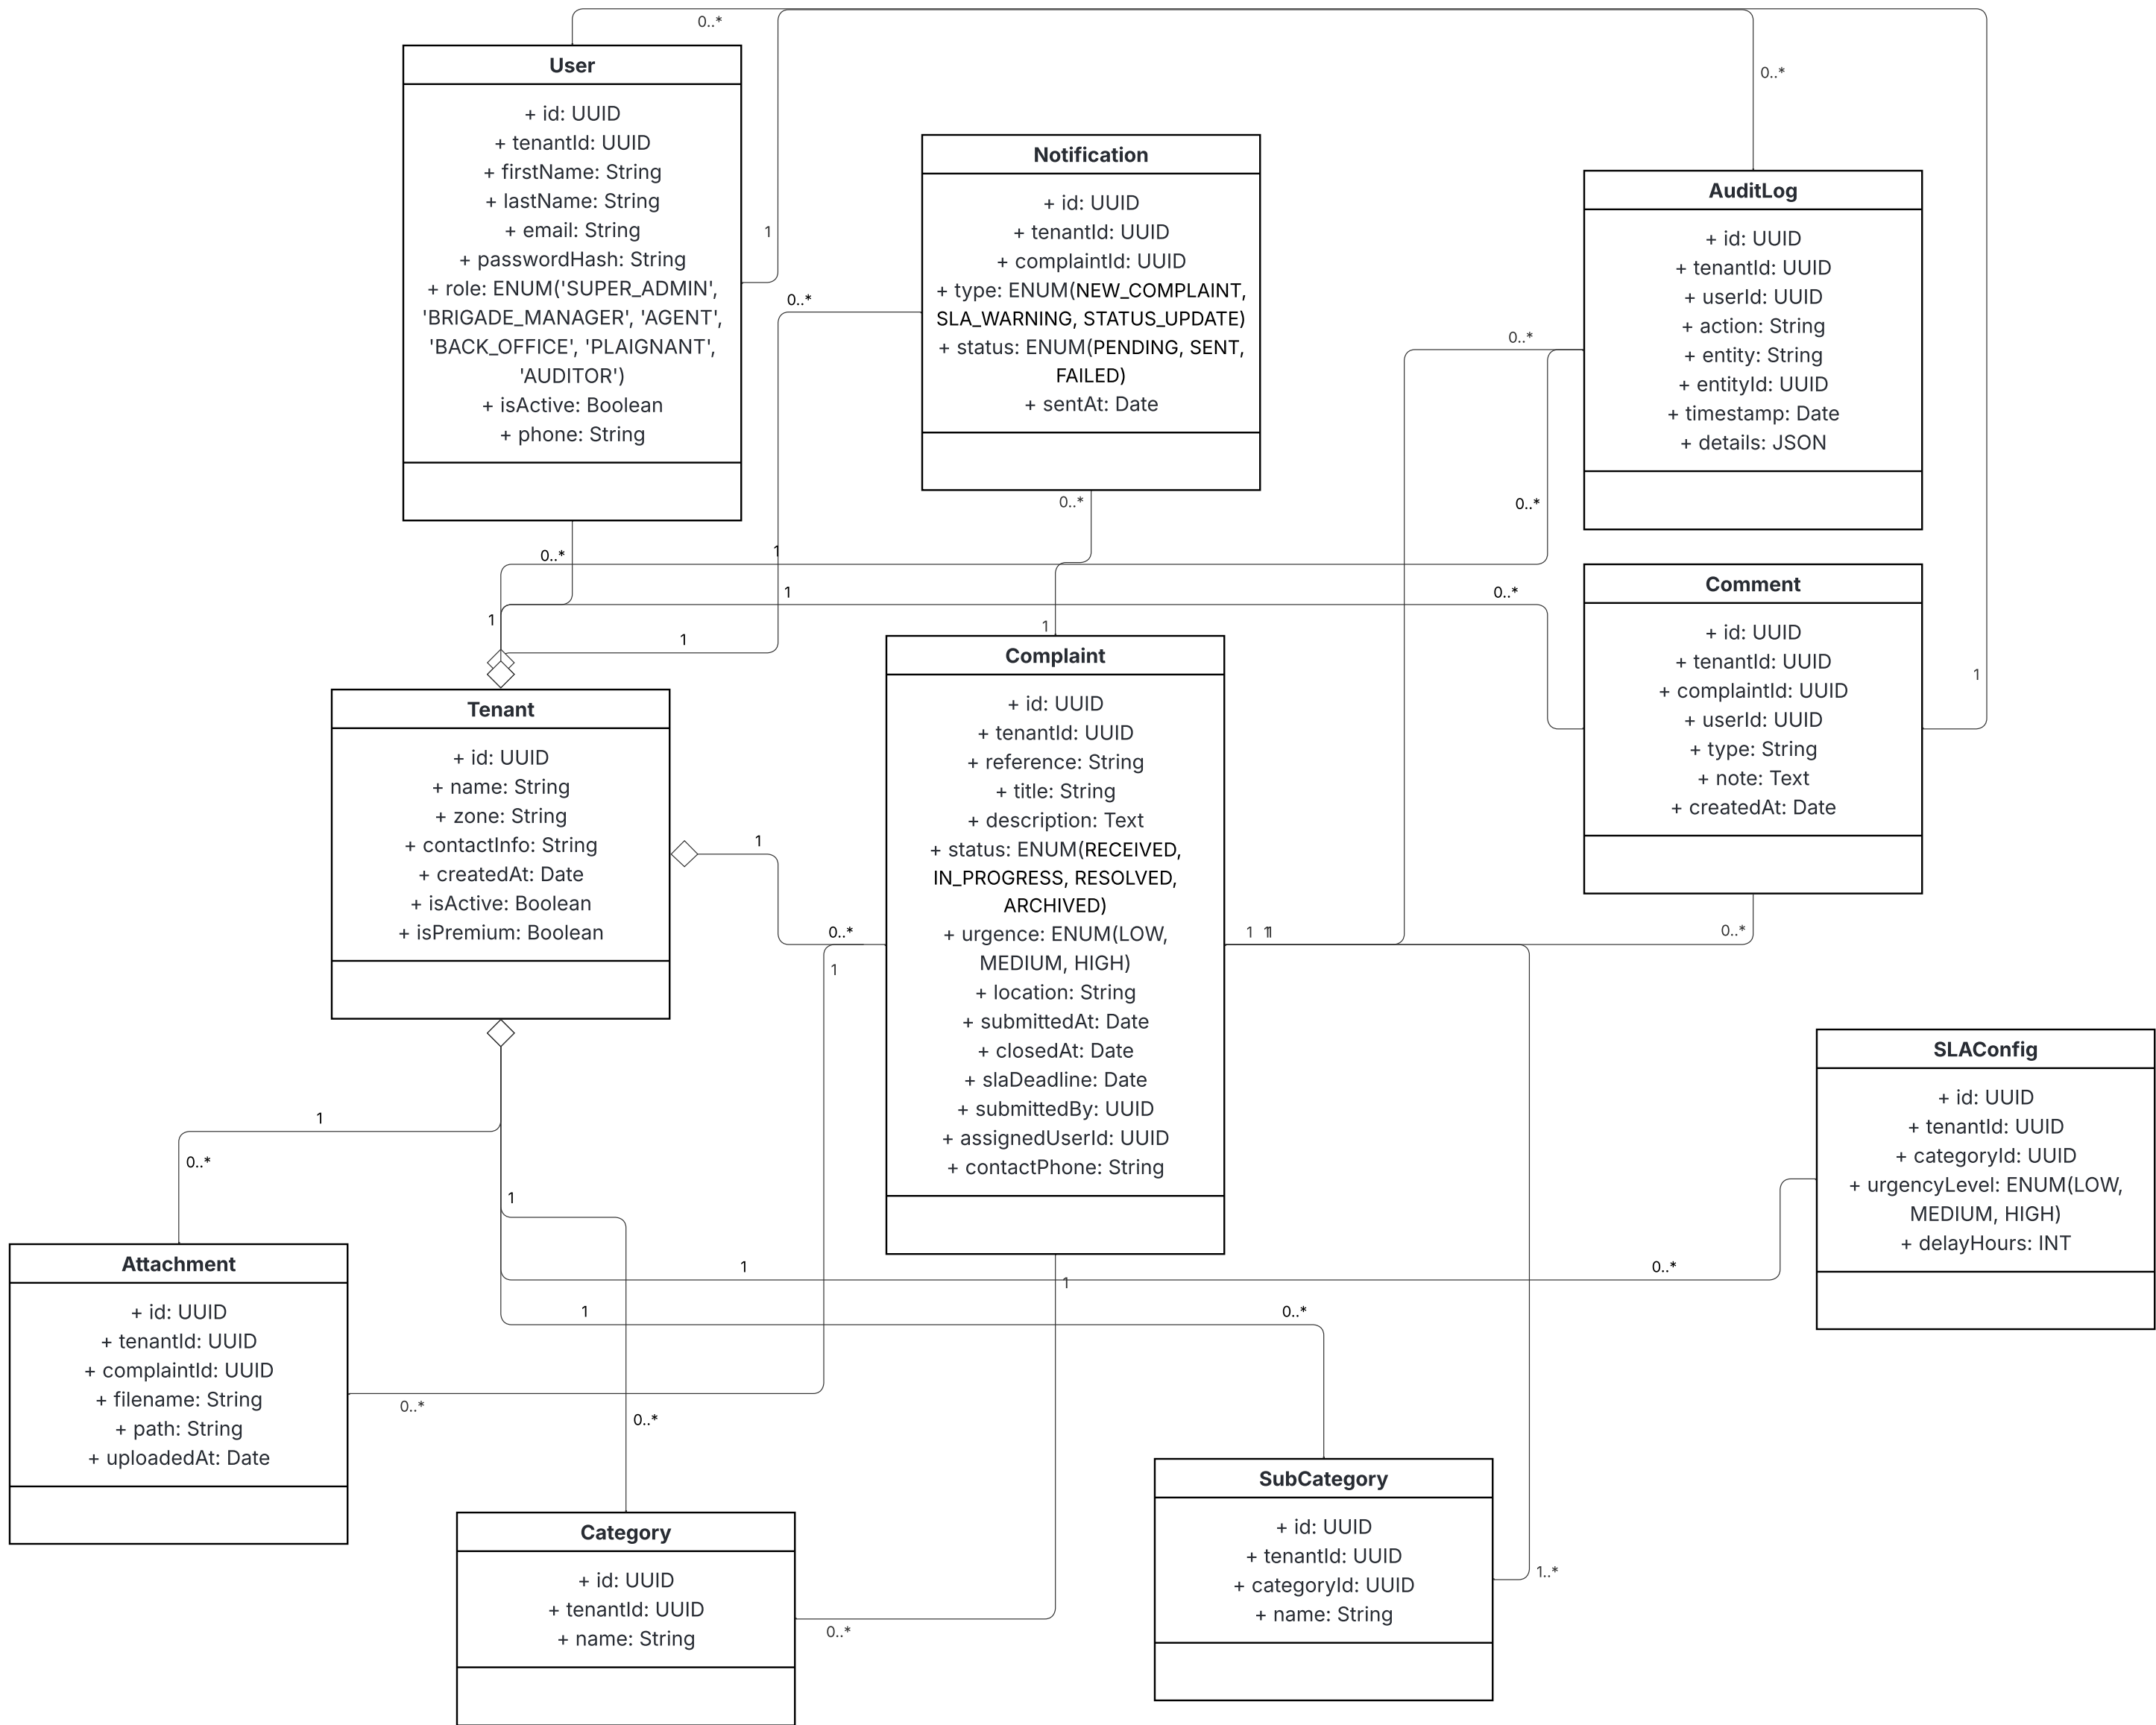 0..*
0..*
User
+ id: UUID
+ tenantId: UUID
+ firstName: String
+ lastName: String
+ email: String
+ passwordHash: String
+ role: ENUM('SUPER_ADMIN',
'BRIGADE_MANAGER', 'AGENT',
'BACK_OFFICE', 'PLAIGNANT',
'AUDITOR')
+ isActive: Boolean
+ phone: String
1
Notification
+ id: UUID
+ tenantId: UUID
+ complaintId: UUID
+ type: ENUM(NEW_COMPLAINT,
SLA_WARNING, STATUS_UPDATE)
+ status: ENUM(PENDING, SENT,
FAILED)
+ sentAt: Date
0..*
AuditLog
+ id: UUID
+ tenantId: UUID
+ userId: UUID
+ action: String
+ entity: String
+ entityId: UUID
+ timestamp: Date
+ details: JSON
0..*
0..*
0..*
0..*
1
1
0..*
1
1
1
Comment
+ id: UUID
+ tenantId: UUID
+ complaintId: UUID
+ userId: UUID
+ type: String
+ note: Text
+ createdAt: Date
1
0..*
Tenant
+ id: UUID
+ name: String
+ zone: String
+ contactInfo: String
+ createdAt: Date
+ isActive: Boolean
+ isPremium: Boolean
1
0..*
1
Complaint
+ id: UUID
+ tenantId: UUID
+ reference: String
+ title: String
+ description: Text
+ status: ENUM(RECEIVED,
IN_PROGRESS, RESOLVED,
ARCHIVED)
+ urgence: ENUM(LOW,
MEDIUM, HIGH)
+ location: String
+ submittedAt: Date
+ closedAt: Date
+ slaDeadline: Date
+ submittedBy: UUID
+ assignedUserId: UUID
+ contactPhone: String
1 11
SLAConfig
+ id: UUID
+ tenantId: UUID
+ categoryId: UUID
+ urgencyLevel: ENUM(LOW,
MEDIUM, HIGH)
+ delayHours: INT
1
0..*
1
1
0..*
1
1
0..*
Attachment
+ id: UUID
+ tenantId: UUID
+ complaintId: UUID
+ filename: String
+ path: String
+ uploadedAt: Date
0..*
0..*
Category
+ id: UUID
+ tenantId: UUID
+ name: String
0..*
SubCategory
+ id: UUID
+ tenantId: UUID
+ categoryId: UUID
+ name: String
1..*